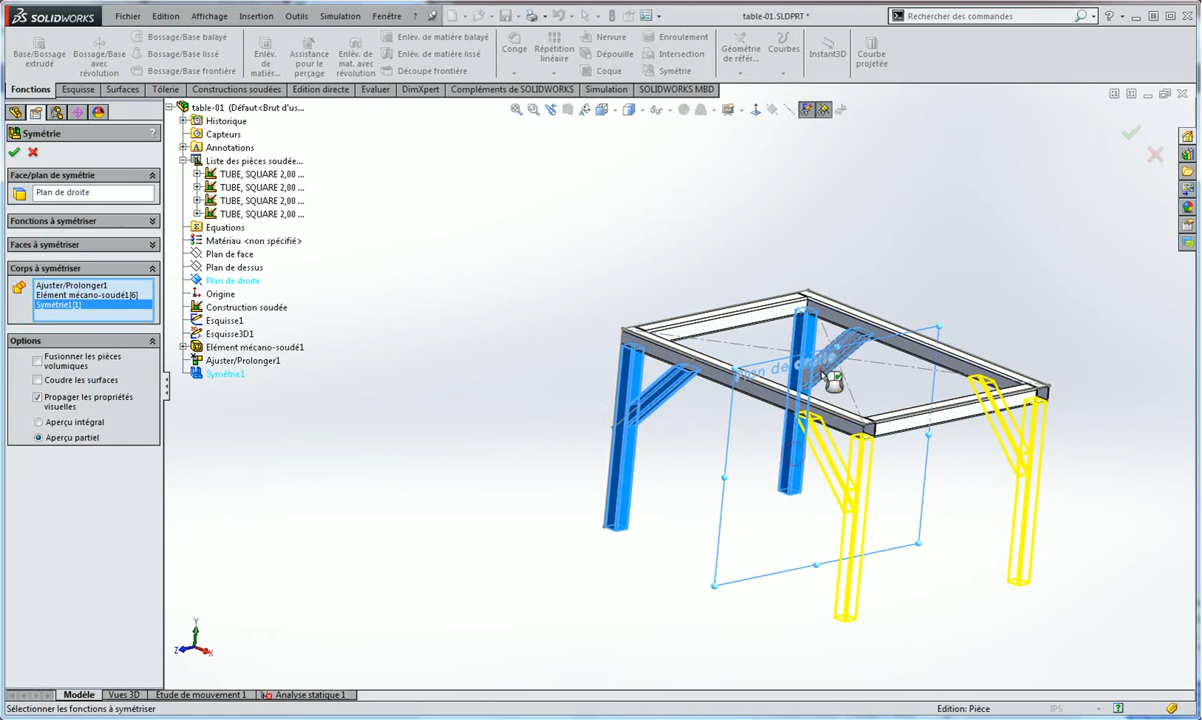 SOLIDWORKS
Fichier Edition Affichage Insertion Outils Simulation Fenêtre ?
table-01.SLDPRT *
Rechercher des commandes
Base/Bossage extrudé
Bossage/Base avec révolution
Bossage/Base balayé
Bossage/Base lissé
Bossage/Base frontière
Enlèv. de matièr...
Assistance pour le perçage
Enlèv. de mat. avec révolution
Enlèv. de matière balayé
Enlèv. de matière lissé
Découpe frontière
Congé
Répétition linéaire
Nervure
Dépouille
Coque
Enroulement
Intersection
Symétrie
Géométrie de référ...
Courbes
Instant3D
Courbe projetée
Fonctions Esquisse Surfaces Tôlerie Constructions soudées Edition directe Evaluer DimXpert Compléments de SOLIDWORKS Simulation SOLIDWORKS MBD
Symétrie ?
Face/plan de symétrie
Plan de droite
Fonctions à symétriser
Faces à symétriser
Corps à symétriser
Ajuster/Prolonger1
Elément mécano-soudé1[6]
Symétrie1[1]
Options
Fusionner les pièces
volumiques
Coudre les surfaces
Propager les propriétés
visuelles
Aperçu intégral
Aperçu partiel
table-01 (Défaut<Brut d'us...
Historique
Capteurs
Annotations
Liste des pièces soudée...
TUBE, SQUARE 2,00 ...
TUBE, SQUARE 2,00 ...
TUBE, SQUARE 2,00 ...
TUBE, SQUARE 2,00 ...
Equations
Matériau <non spécifié>
Plan de face
Plan de dessus
Plan de droite
Origine
Construction soudée
Esquisse1
Esquisse3D1
Elément mécano-soudé1
Ajuster/Prolonger1
Symétrie1
Plan de droite
Y
Z
X
Modèle Vues 3D Etude de mouvement 1 Analyse statique 1
Sélectionner les fonctions à symétriser
Edition: Pièce
IPS